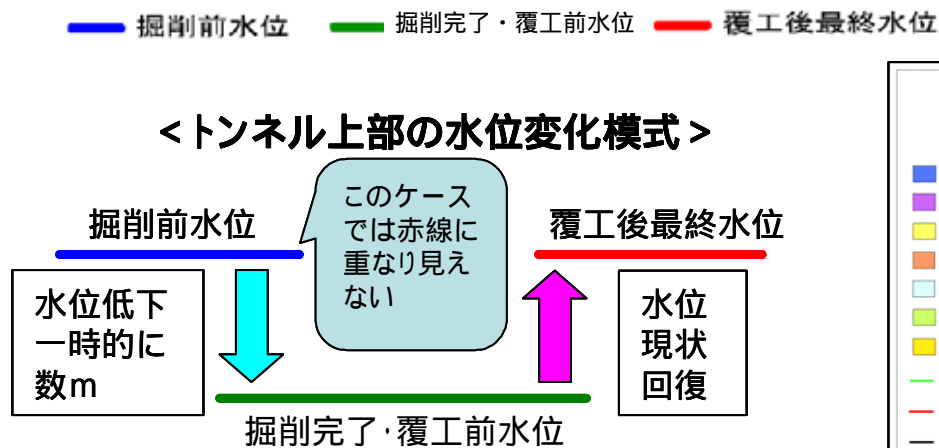 掘削前水位 掘削完了・覆工前水位 覆工後最終水位
<トンネル上部の水位変化模式>
このケース
では赤線に
重なり見え
ない
掘削前水位
覆工後最終水位
水位低下
一時的に
数m
水位
現状
回復
掘削完了・覆工前水位